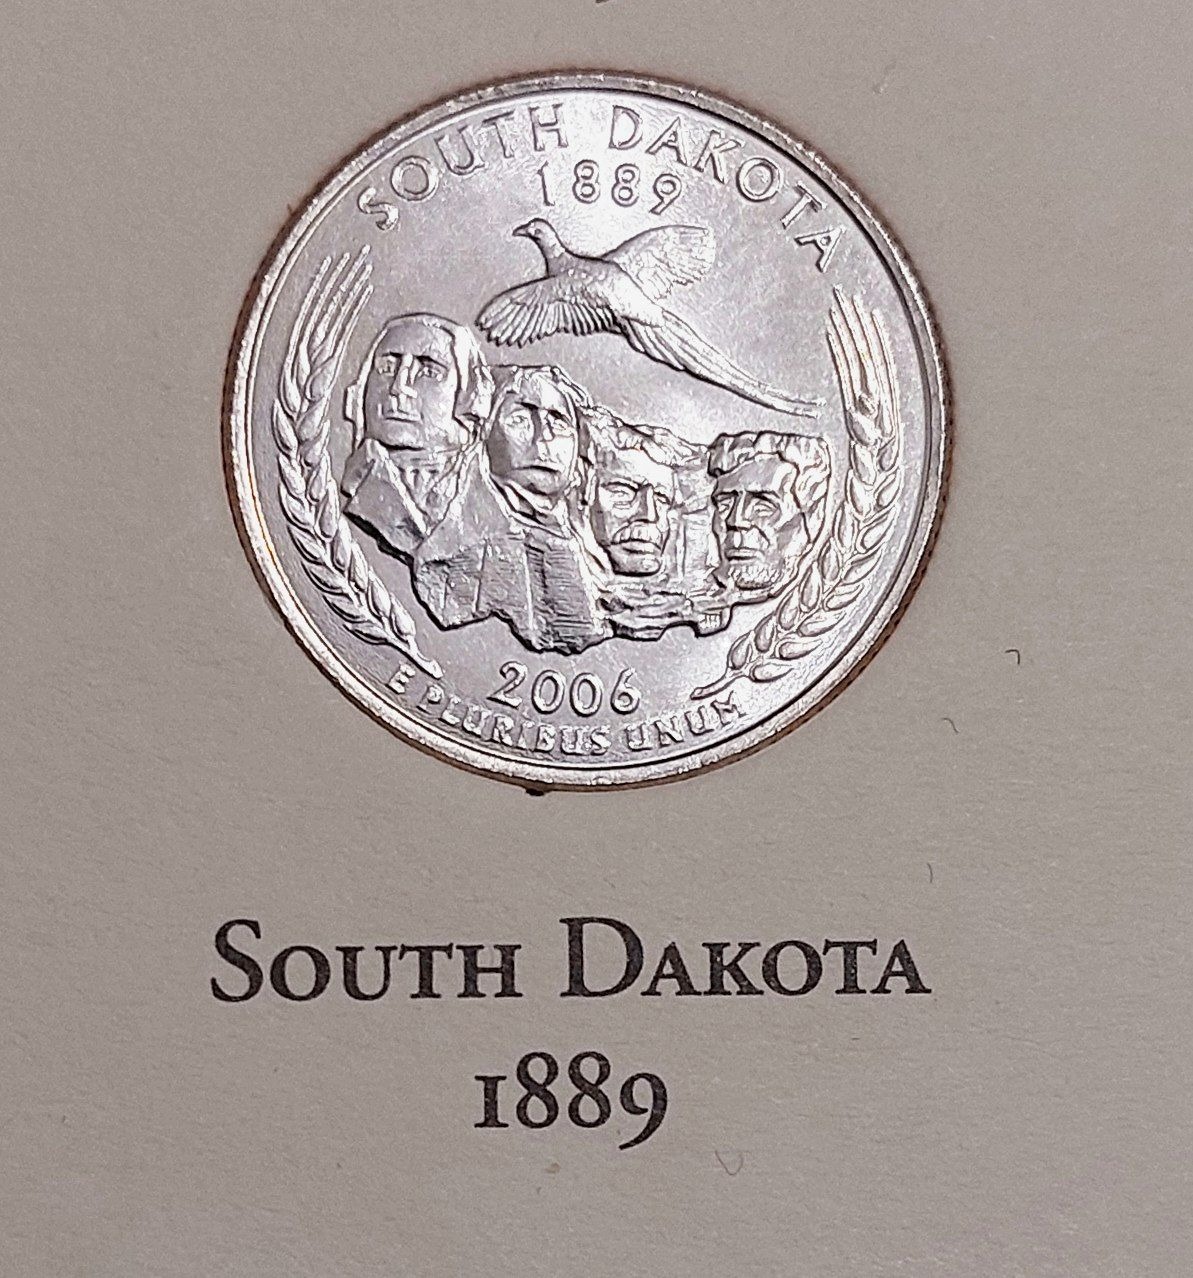 SOUTH DAKOTA
1889
2006
E PLURIBUS UNUM
SOUTH DAKOTA
1889